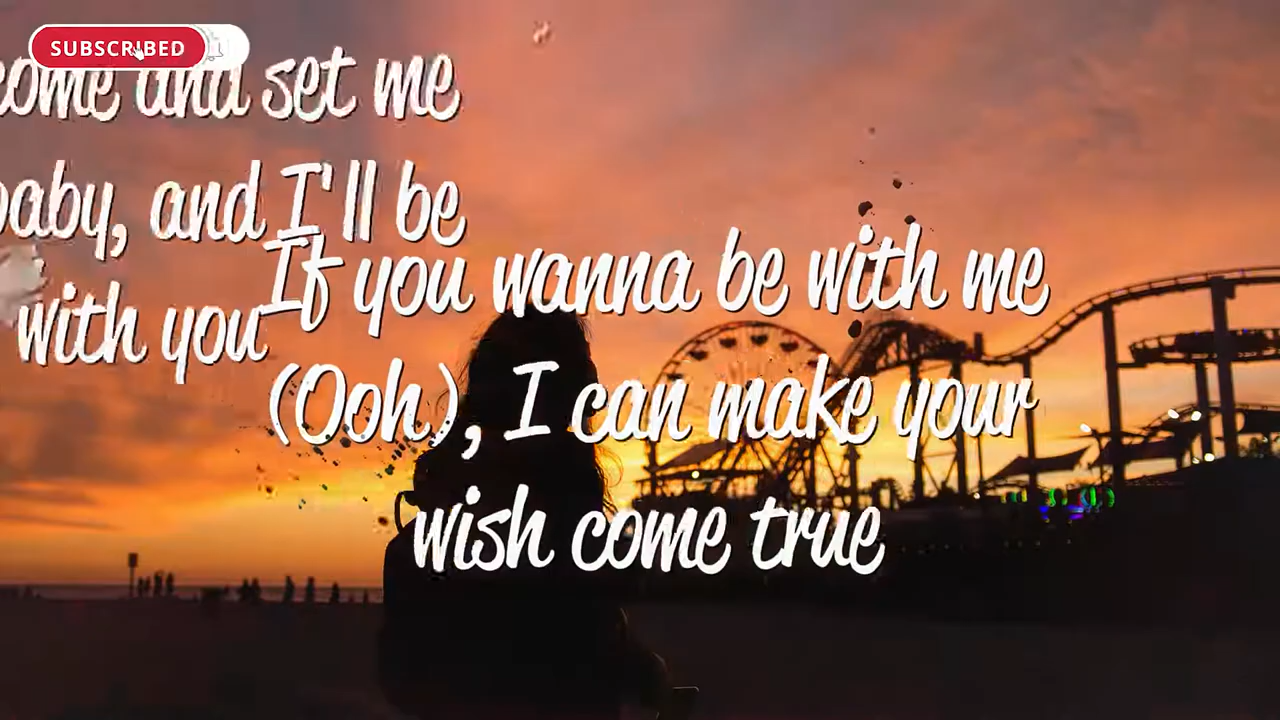 SUBSCRIBED
come and set me
baby, and I'll be
with you
If you wanna be with me
(Ooh), I can make your
wish come true